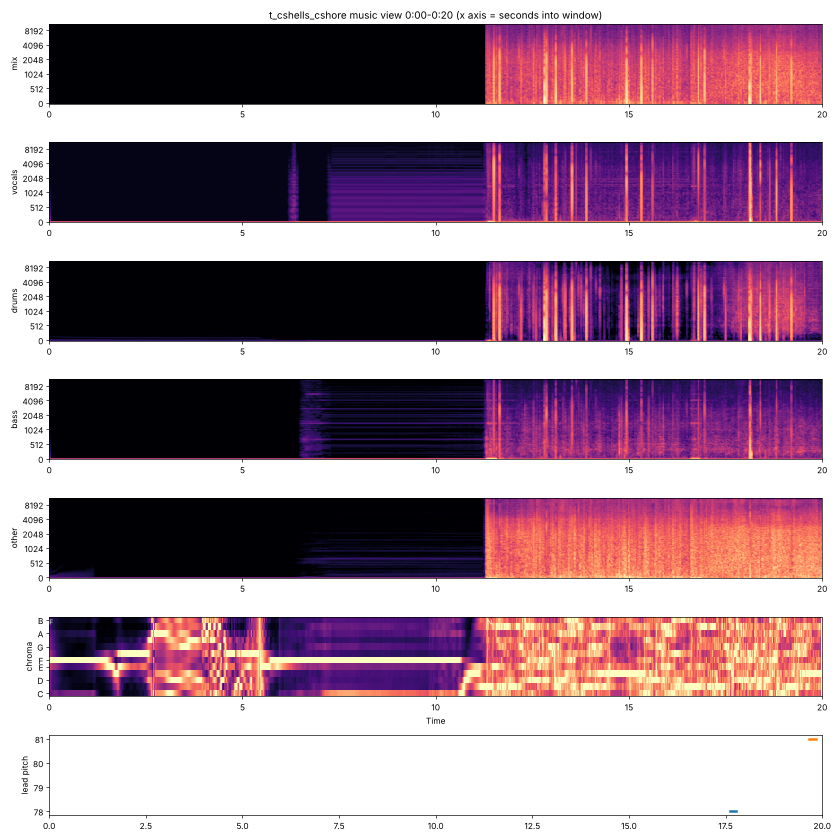 t_cshells_cshore music view 0:00-0:20 (x axis = seconds into window)
mix
8192
4096
2048
1024
512
0
0 5 10 15 20
vocals
8192
4096
2048
1024
512
0
0 5 10 15 20
drums
8192
4096
2048
1024
512
0
0 5 10 15 20
bass
8192
4096
2048
1024
512
0
0 5 10 15 20
other
8192
4096
2048
1024
512
0
0 5 10 15 20
chroma
B
A
G
F
E
D
C
0 5 10 15 20
Time
lead pitch
81
80
79
78
0.0 2.5 5.0 7.5 10.0 12.5 15.0 17.5 20.0